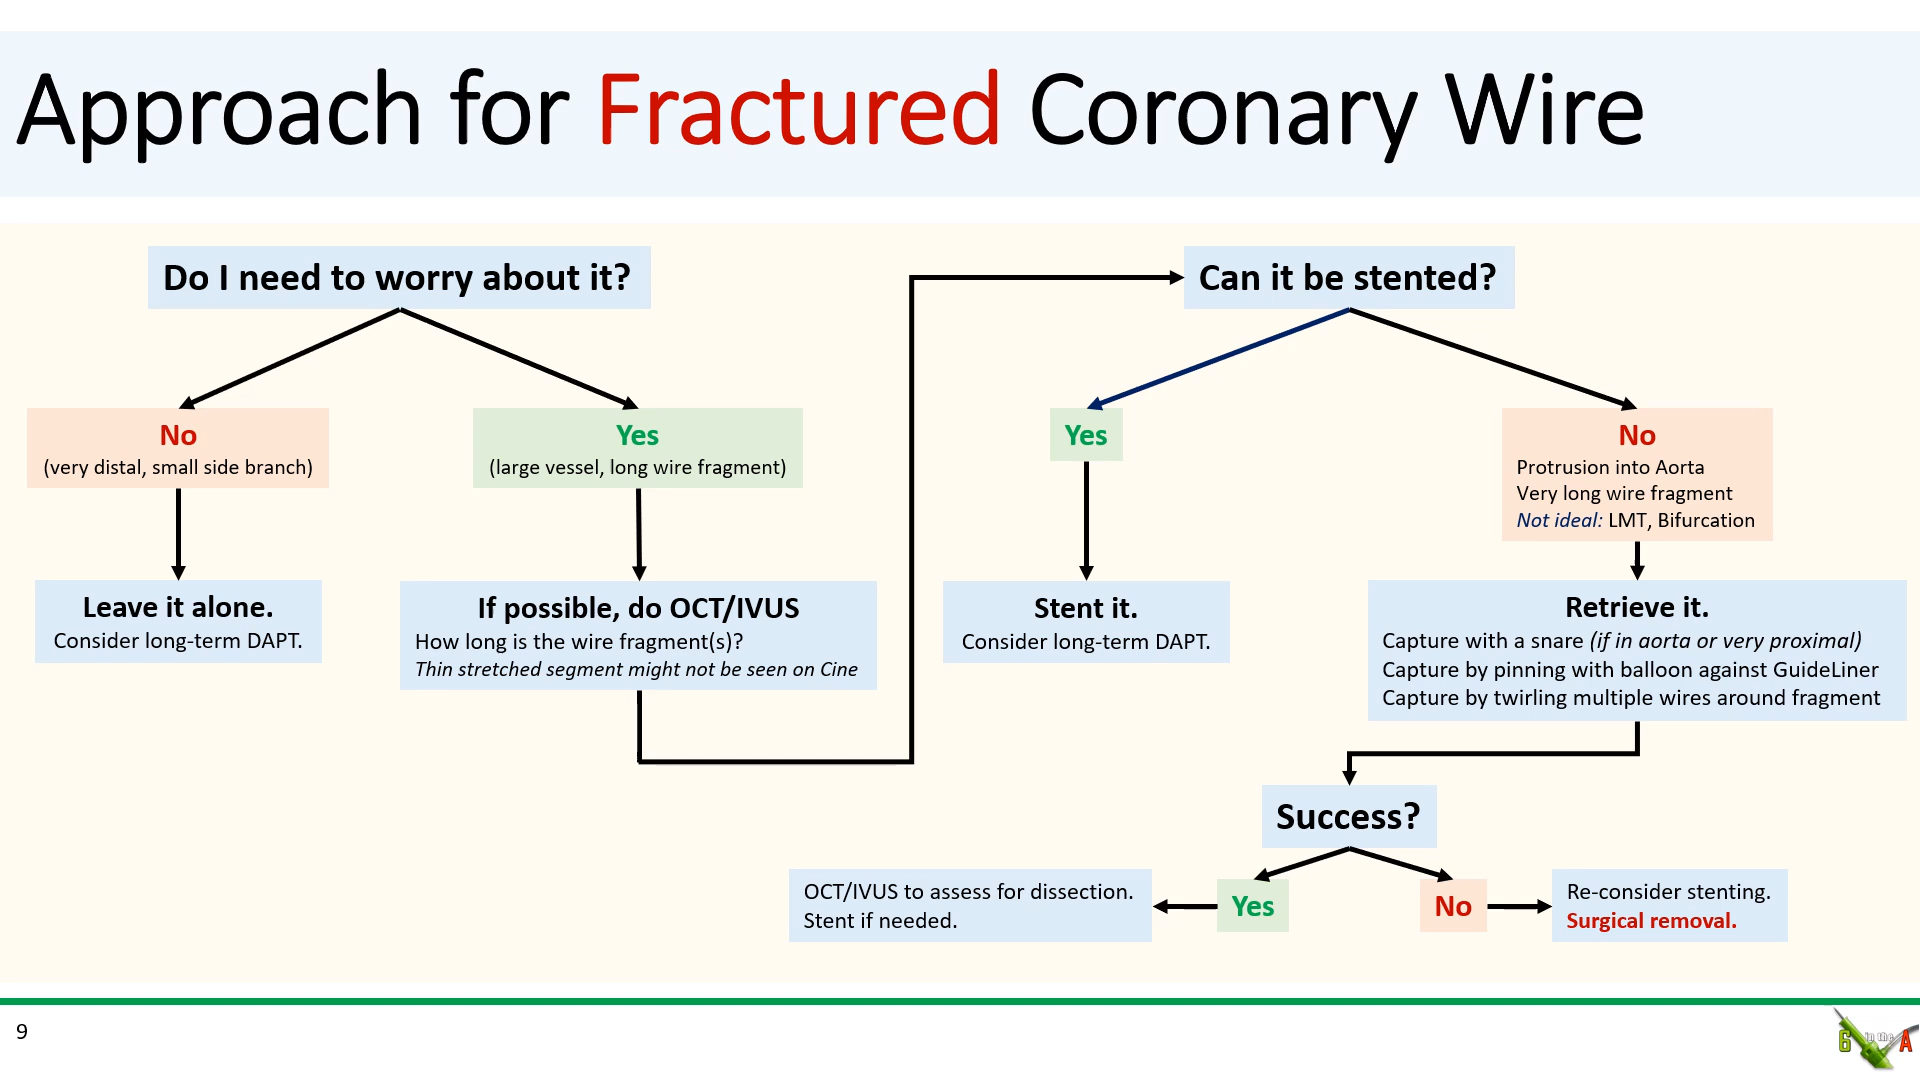 Approach for Fractured Coronary Wire
Do I need to worry about it?
No
(very distal, small side branch)
Leave it alone.
Consider long-term DAPT.
Yes
(large vessel, long wire fragment)
If possible, do OCT/IVUS
How long is the wire fragment(s)?
Thin stretched segment might not be seen on Cine
Can it be stented?
Yes
Stent it.
Consider long-term DAPT.
No
Protrusion into Aorta
Very long wire fragment
Not ideal: LMT, Bifurcation
Retrieve it.
Capture with a snare (if in aorta or very proximal)
Capture by pinning with balloon against GuideLiner
Capture by twirling multiple wires around fragment
Success?
Yes
OCT/IVUS to assess for dissection.
Stent if needed.
No
Re-consider stenting.
Surgical removal.
9
6 in the A